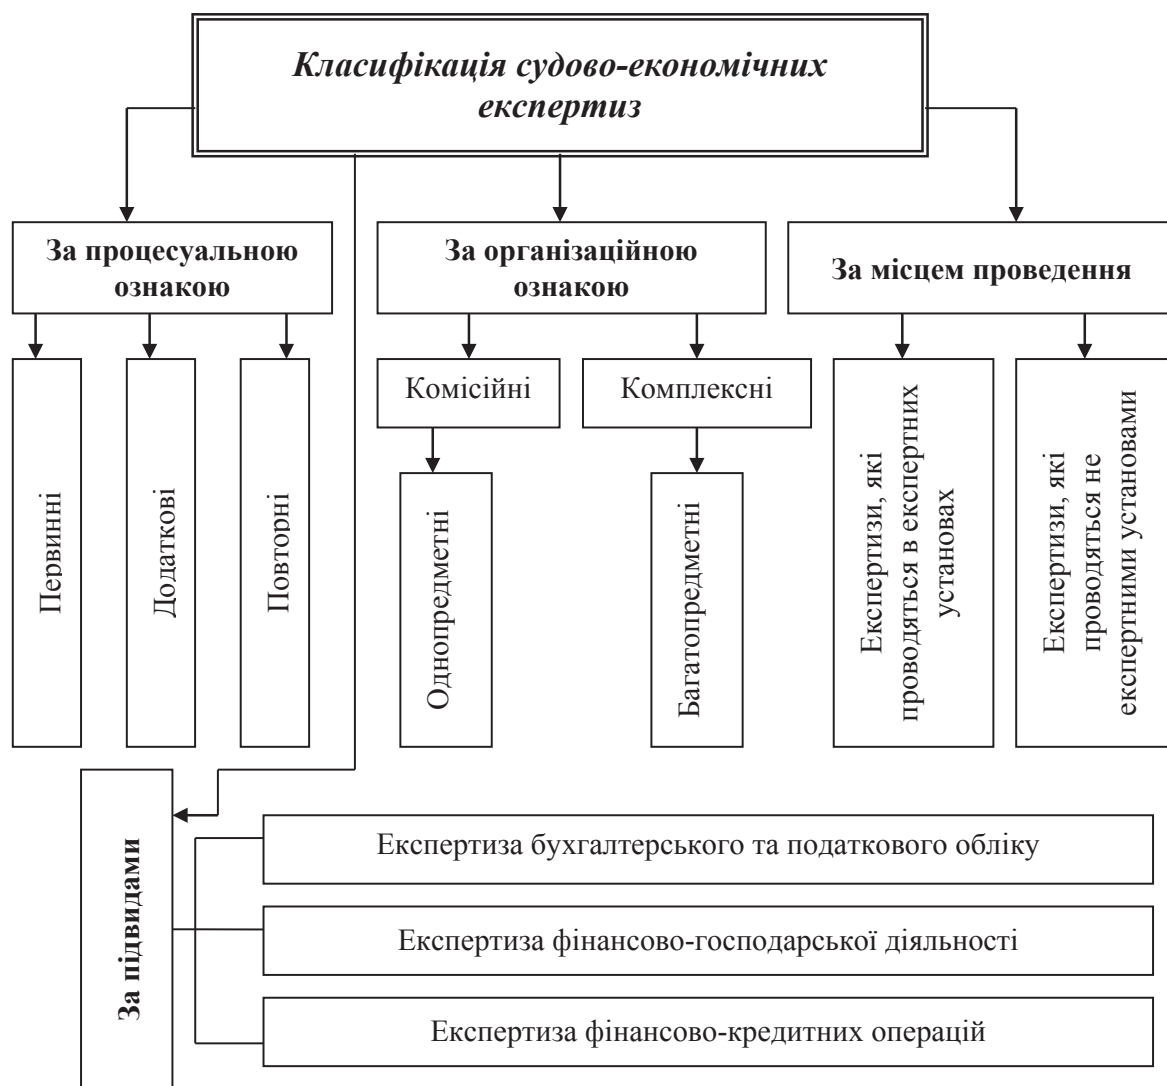 Класифікація судово-економічних
експертиз
За процесуальною
ознакою
За організаційною
ознакою
За місцем проведення
Первинні
Додаткові
Повторні
Комісійні
Комплексні
Однопредметні
Багатопредметні
Експертизи, які
проводяться в експертних
установах
Експертизи, які
проводяться не
експертними установами
За підвидами
Експертиза бухгалтерського та податкового обліку
Експертиза фінансово-господарської діяльності
Експертиза фінансово-кредитних операцій